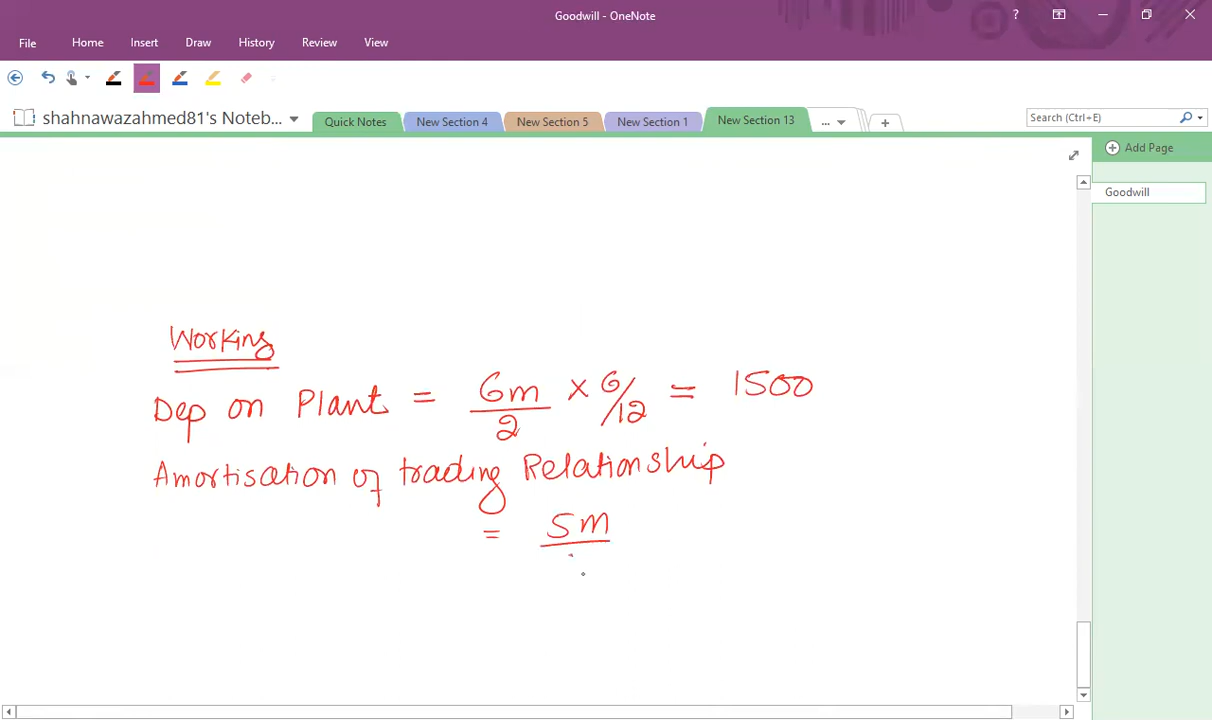 Goodwill - OneNote
?
File Home Insert Draw History Review View
shahnawazahmed81's Noteb...
Quick Notes
New Section 4
New Section 5
New Section 1
New Section 13
...
Search (Ctrl+E)
Add Page
Goodwill
Working
Dep on Plant = 6m/2 × 6/12 = 1500
Amortisation of trading Relationship
= 5M